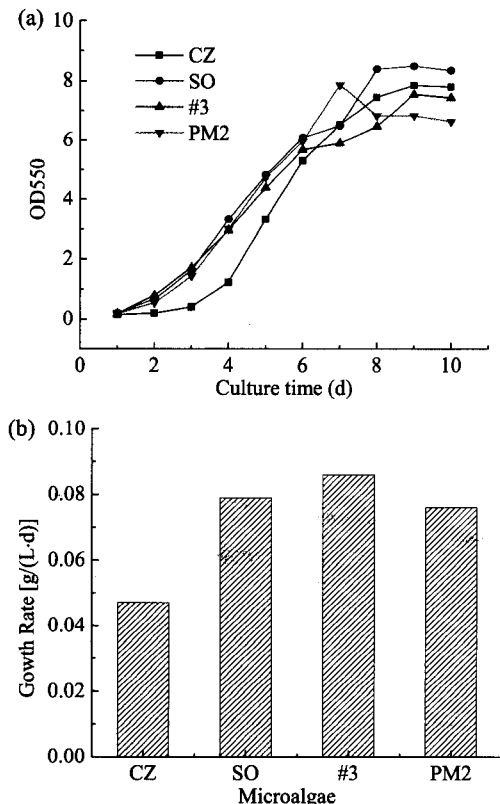 (a)
10
8
6
4
2
0
OD550
CZ
SO
#3
PM2
0 2 4 6 8 10
Culture time (d)
(b)
0.10
0.08
0.06
0.04
0.02
0.00
Gowth Rate [g/(L·d)]
CZ SO #3 PM2
Microalgae